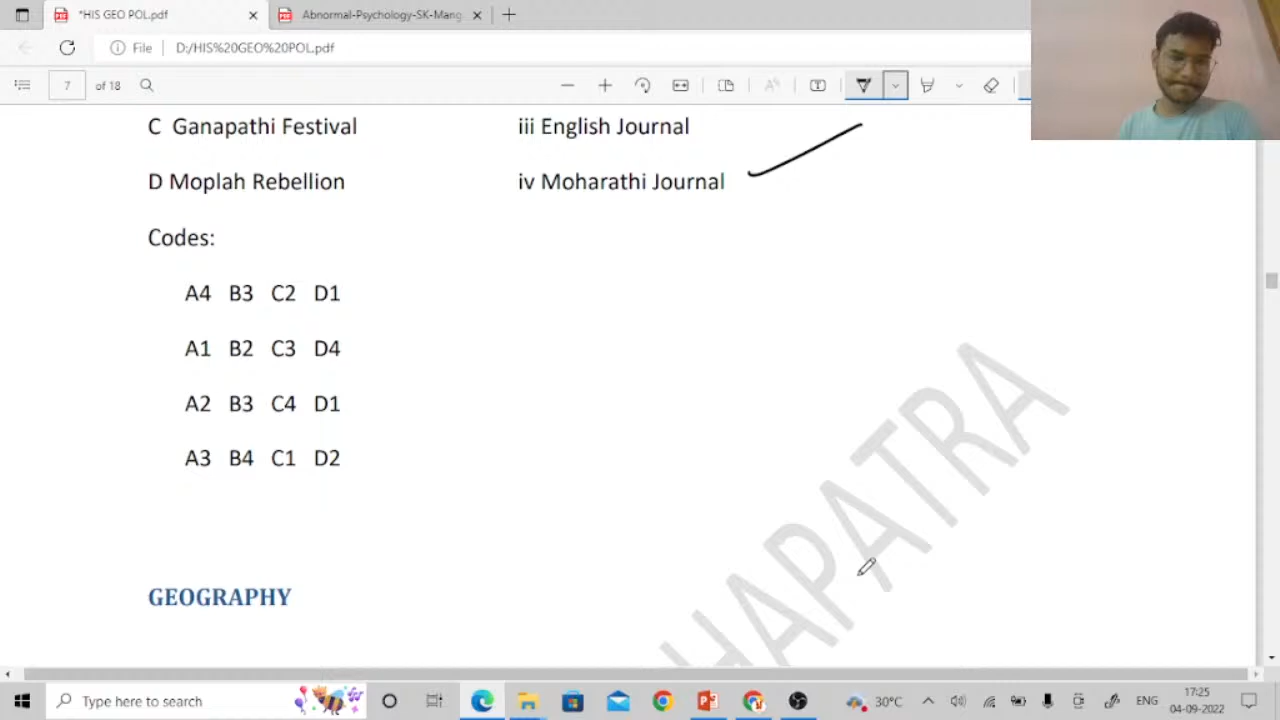 *HIS GEO POL.pdf
Abnormal-Psychology-SK-Mang
File D:/HIS%20GEO%20POL.pdf
7 of 18
C Ganapathi Festival iii English Journal
D Moplah Rebellion iv Moharathi Journal
Codes:
A4 B3 C2 D1
A1 B2 C3 D4
A2 B3 C4 D1
A3 B4 C1 D2
GEOGRAPHY
HAPATRA
Type here to search
30°C ENG 17:25
04-09-2022